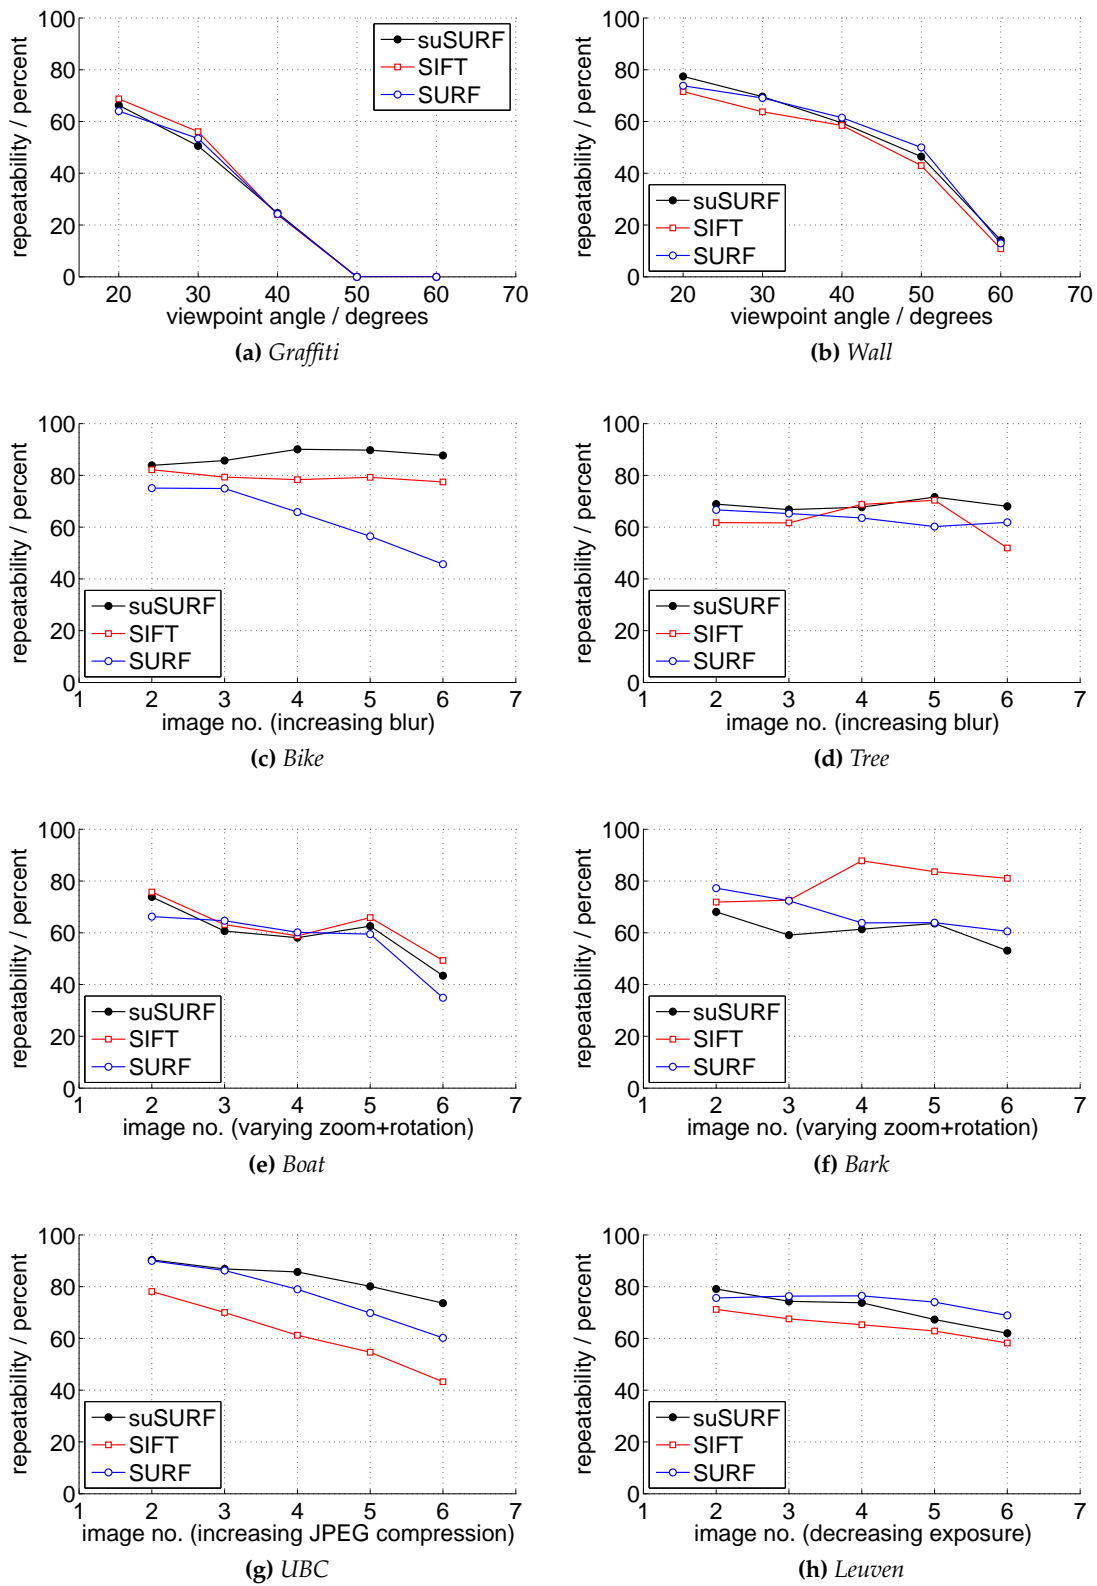 100
80
60
40
20
0
repeatability / percent
suSURF
SIFT
SURF
20 30 40 50 60 70
viewpoint angle / degrees
(a) Graffiti
100
80
60
40
20
0
repeatability / percent
suSURF
SIFT
SURF
20 30 40 50 60 70
viewpoint angle / degrees
(b) Wall
100
80
60
40
20
0
repeatability / percent
suSURF
SIFT
SURF
1 2 3 4 5 6 7
image no. (increasing blur)
(c) Bike
100
80
60
40
20
0
repeatability / percent
suSURF
SIFT
SURF
1 2 3 4 5 6 7
image no. (increasing blur)
(d) Tree
100
80
60
40
20
0
repeatability / percent
suSURF
SIFT
SURF
1 2 3 4 5 6 7
image no. (varying zoom+rotation)
(e) Boat
100
80
60
40
20
0
repeatability / percent
suSURF
SIFT
SURF
1 2 3 4 5 6 7
image no. (varying zoom+rotation)
(f) Bark
100
80
60
40
20
0
repeatability / percent
suSURF
SIFT
SURF
1 2 3 4 5 6 7
image no. (increasing JPEG compression)
(g) UBC
100
80
60
40
20
0
repeatability / percent
suSURF
SIFT
SURF
1 2 3 4 5 6 7
image no. (decreasing exposure)
(h) Leuven